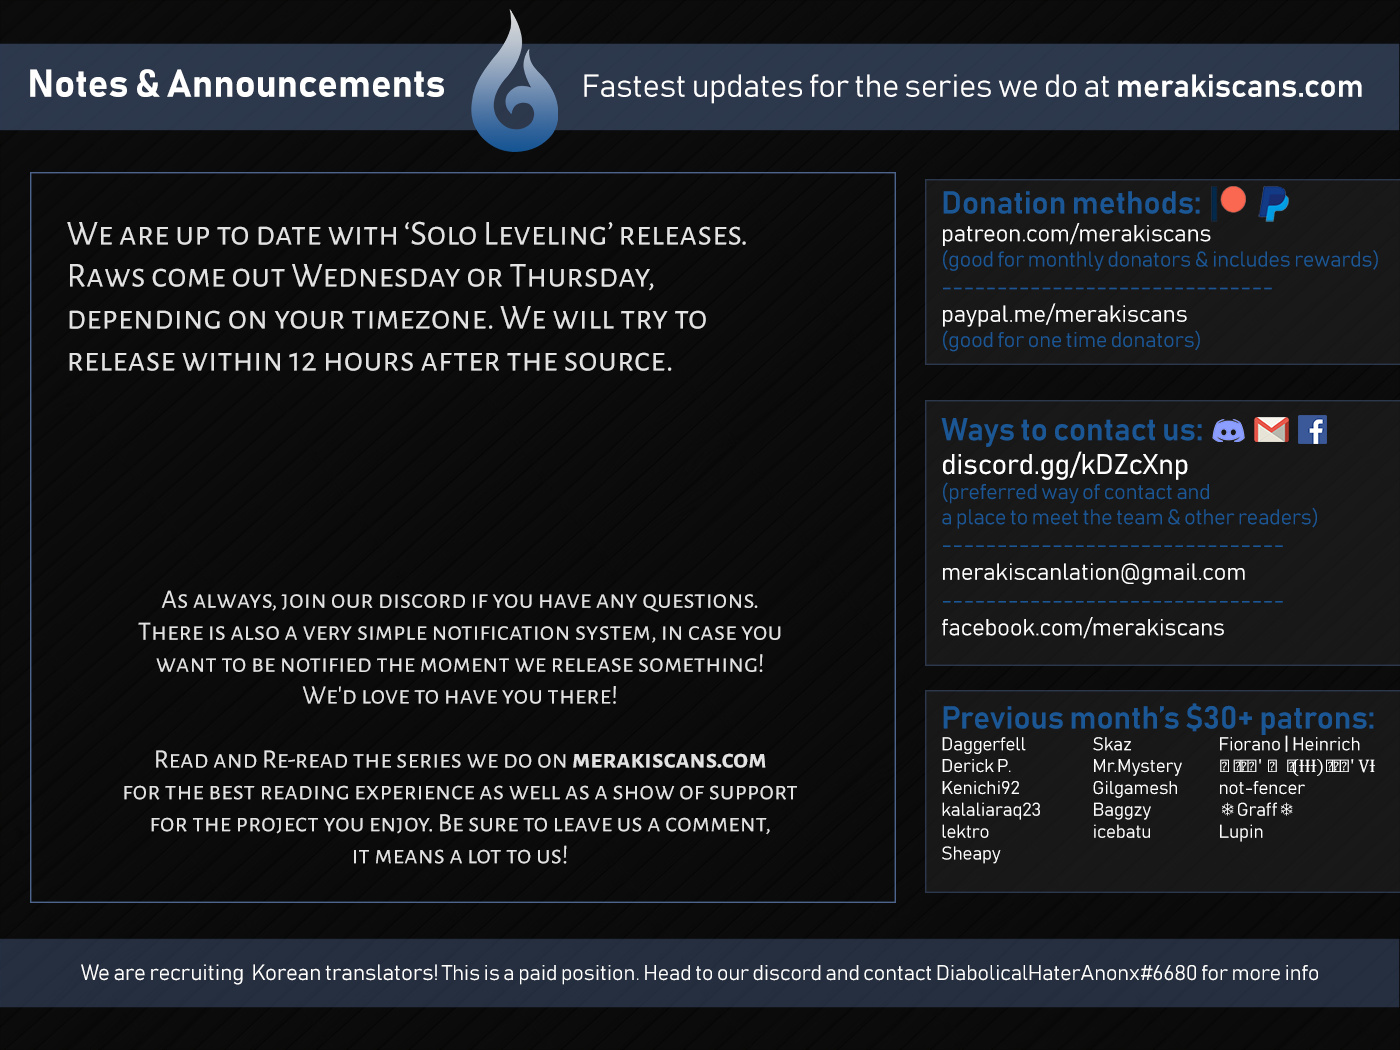 Notes & Announcements
Fastest updates for the series we do at merakiscans.com
We are up to date with ‘Solo Leveling’ releases.
Raws come out Wednesday or Thursday,
depending on your timezone. We will try to
release within 12 hours after the source.
As always, join our discord if you have any questions.
There is also a very simple notification system, in case you
want to be notified the moment we release something!
We'd love to have you there!
Read and Re-read the series we do on merakiscans.com
for the best reading experience as well as a show of support
for the project you enjoy. Be sure to leave us a comment,
it means a lot to us!
Donation methods:
patreon.com/merakiscans
(good for monthly donators & includes rewards)
------------------------------
paypal.me/merakiscans
(good for one time donators)
Ways to contact us:
discord.gg/kDZcXnp
(preferred way of contact and
a place to meet the team & other readers)
-------------------------------
merakiscanlation@gmail.com
-------------------------------
facebook.com/merakiscans
Previous month’s $30+ patrons:
Daggerfell
Derick P.
Kenichi92
kalaliaraq23
lektro
Sheapy
Skaz
Mr.Mystery
Gilgamesh
Baggzy
icebatu
Fiorano | Heinrich
not-fencer
❄Graff❄
Lupin
We are recruiting Korean translators! This is a paid position. Head to our discord and contact DiabolicalHaterAnonx#6680 for more info